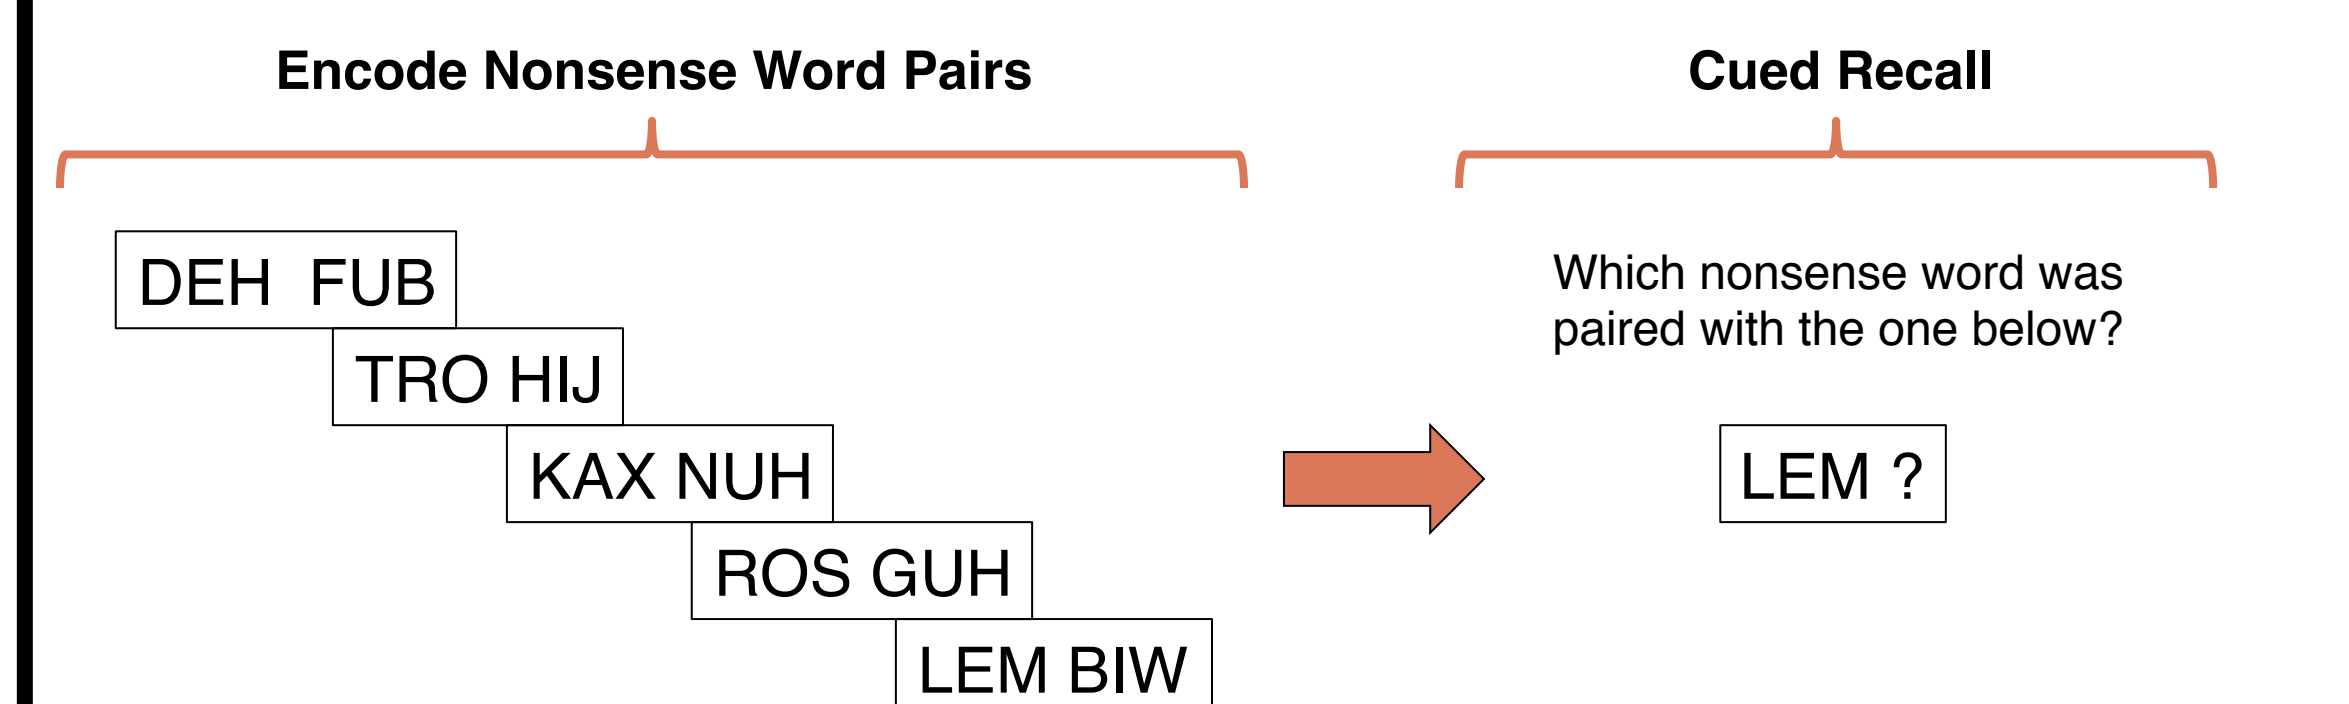 Encode Nonsense Word Pairs
DEH FUB
TRO HIJ
KAX NUH
ROS GUH
LEM BIW
Cued Recall
Which nonsense word was
paired with the one below?
LEM ?